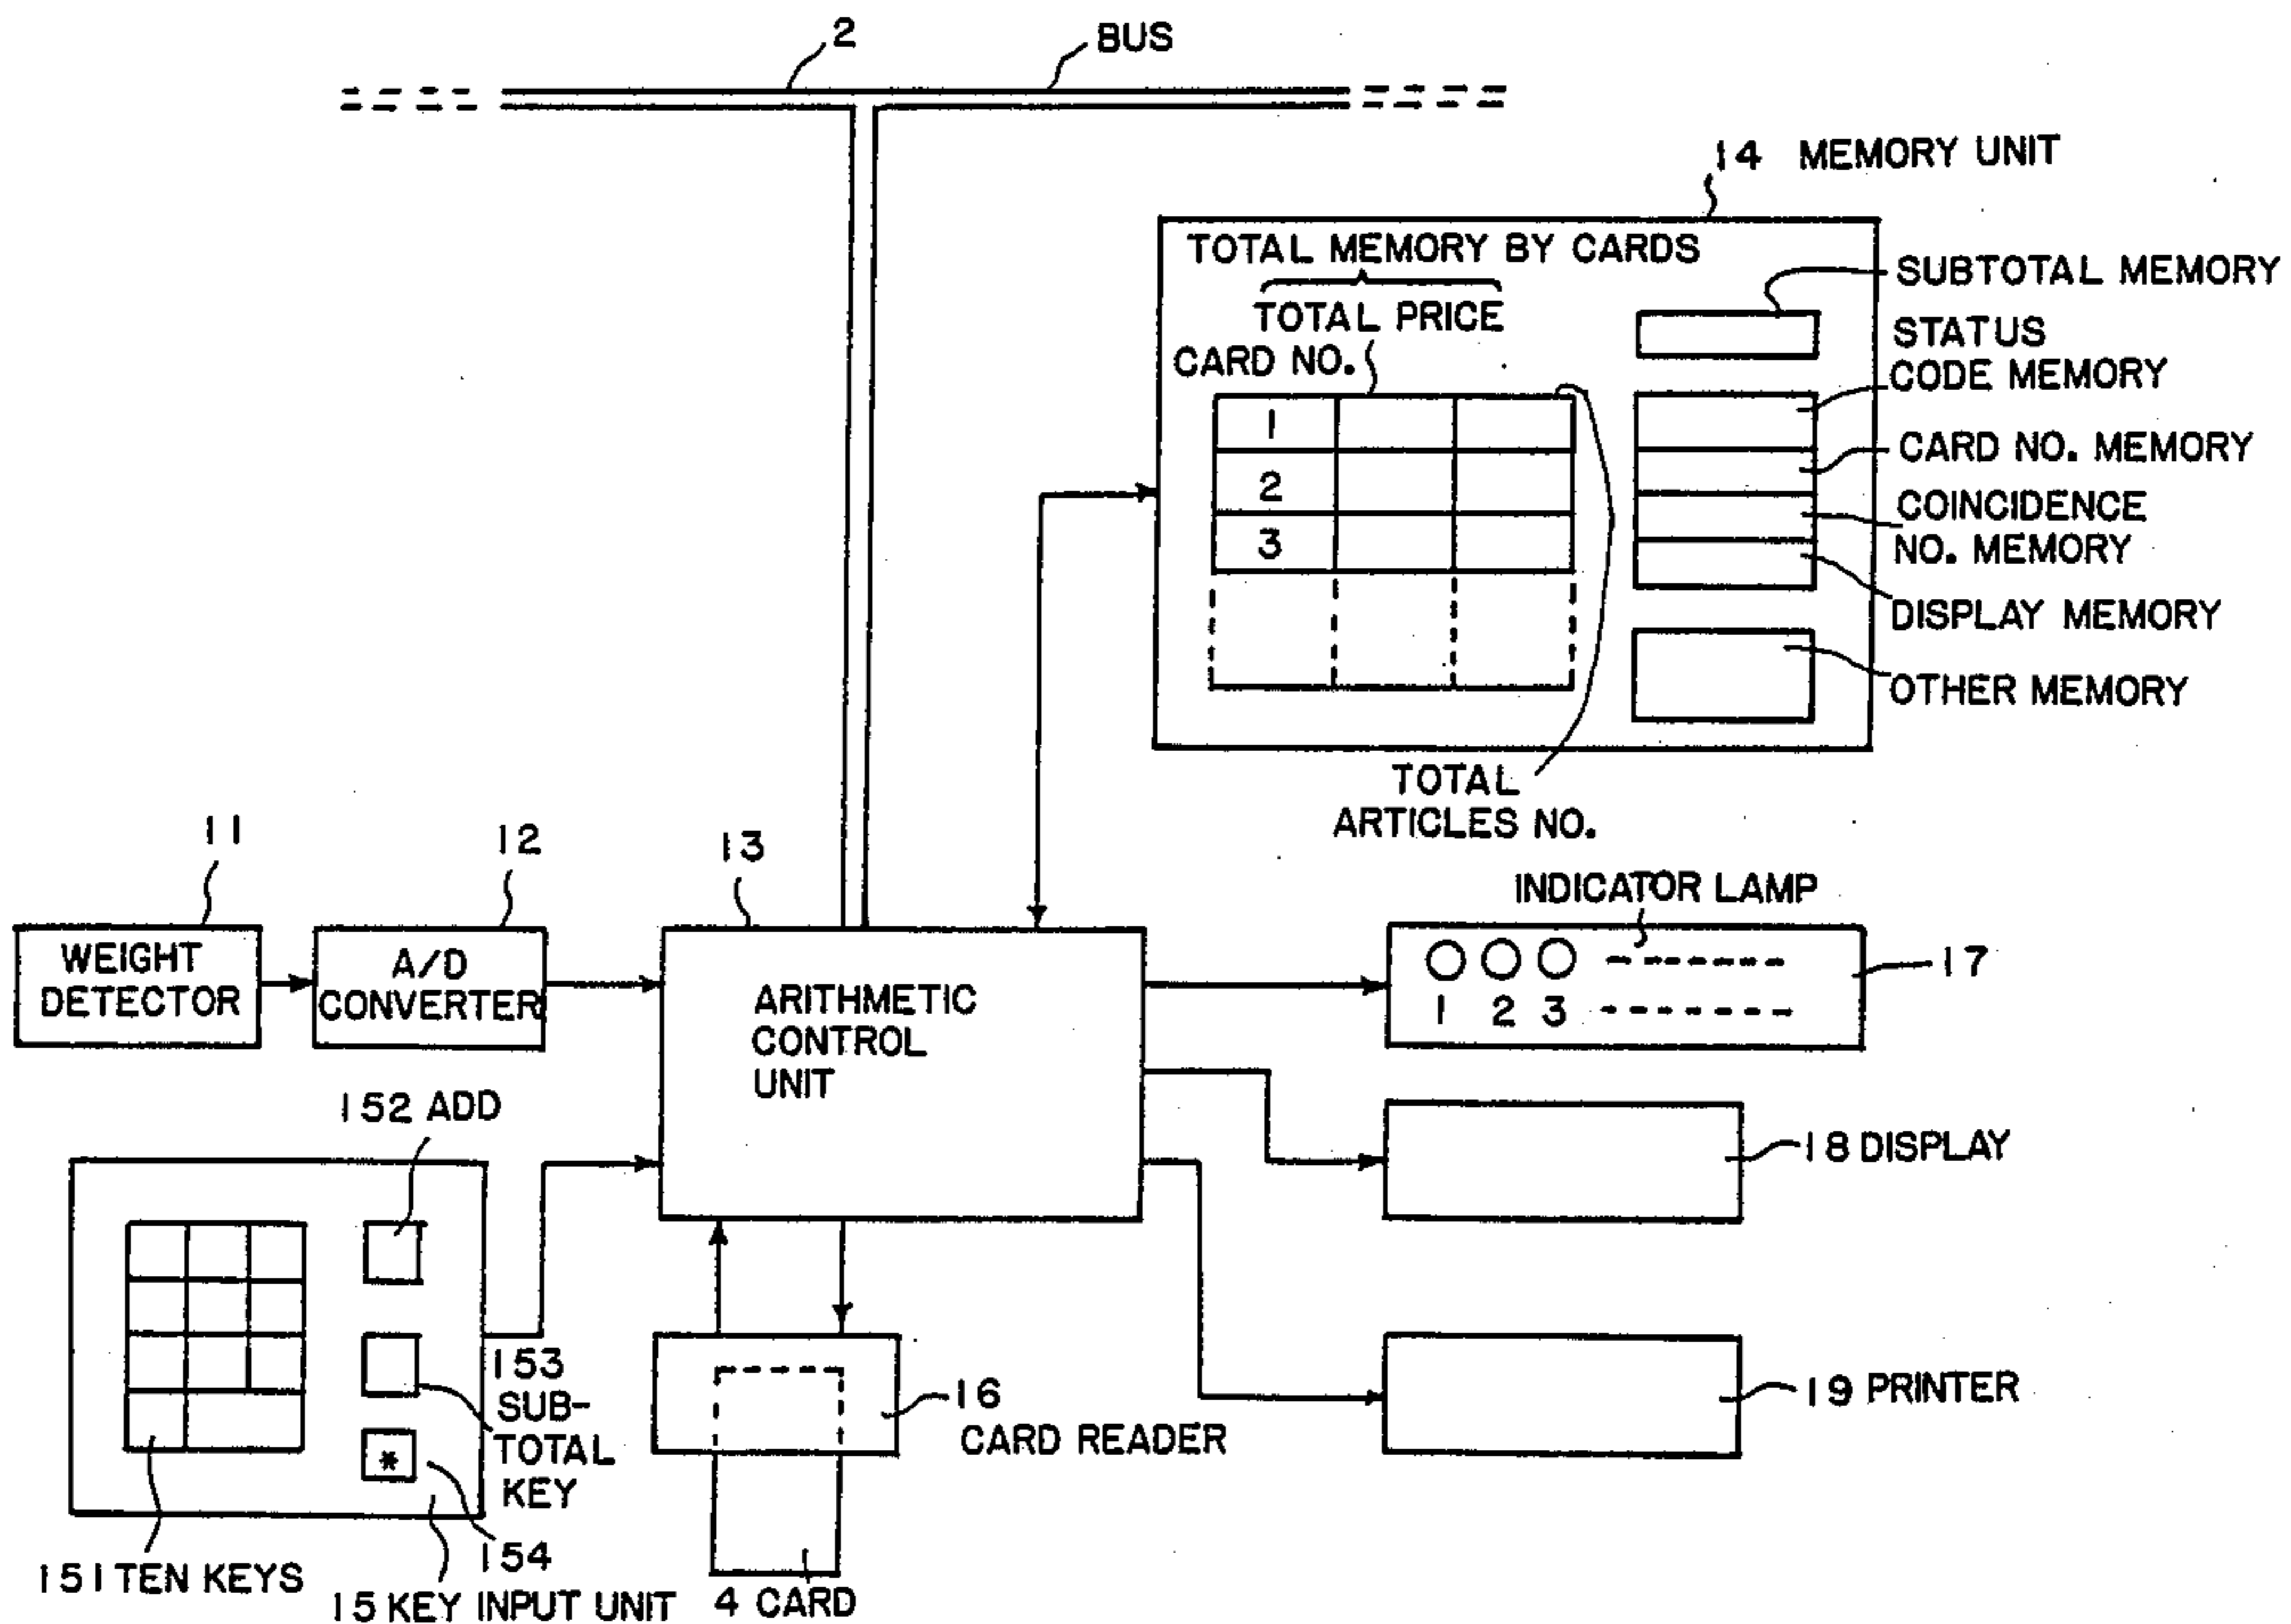 2
BUS
14 MEMORY UNIT
TOTAL MEMORY BY CARDS
SUBTOTAL MEMORY
TOTAL PRICE
STATUS
CARD NO.
CODE MEMORY
1
CARD NO. MEMORY
2
COINCIDENCE
3
NO. MEMORY
DISPLAY MEMORY
OTHER MEMORY
TOTAL
ARTICLES NO.
11
12
13
INDICATOR LAMP
WEIGHT
DETECTOR
A/D
CONVERTER
ARITHMETIC
CONTROL
UNIT
1 2 3
17
152 ADD
18 DISPLAY
153
SUB-
TOTAL
KEY
16
CARD READER
19 PRINTER
*
154
151 TEN KEYS
15 KEY INPUT UNIT
4 CARD